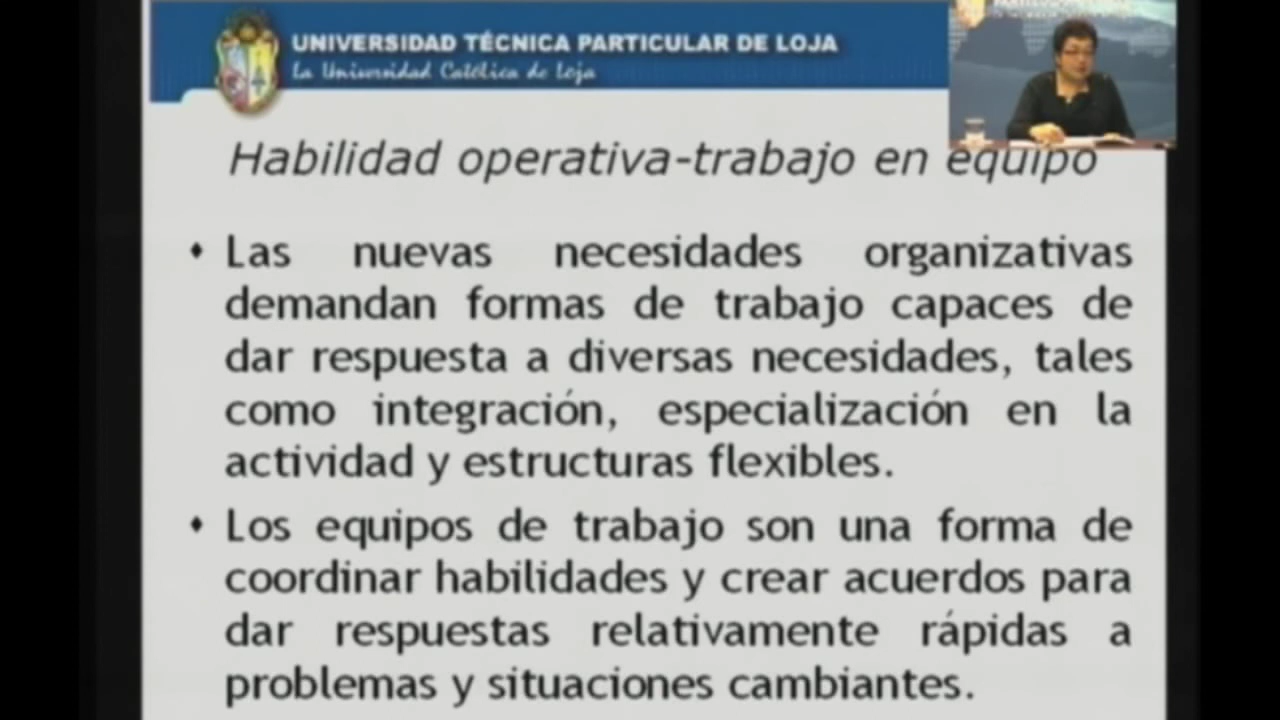 UNIVERSIDAD TÉCNICA PARTICULAR DE LOJA
La Universidad Católica de Loja
Habilidad operativa-trabajo en equipo
• Las nuevas necesidades organizativas
demandan formas de trabajo capaces de
dar respuesta a diversas necesidades, tales
como integración, especialización en la
actividad y estructuras flexibles.
• Los equipos de trabajo son una forma de
coordinar habilidades y crear acuerdos para
dar respuestas relativamente rápidas a
problemas y situaciones cambiantes.